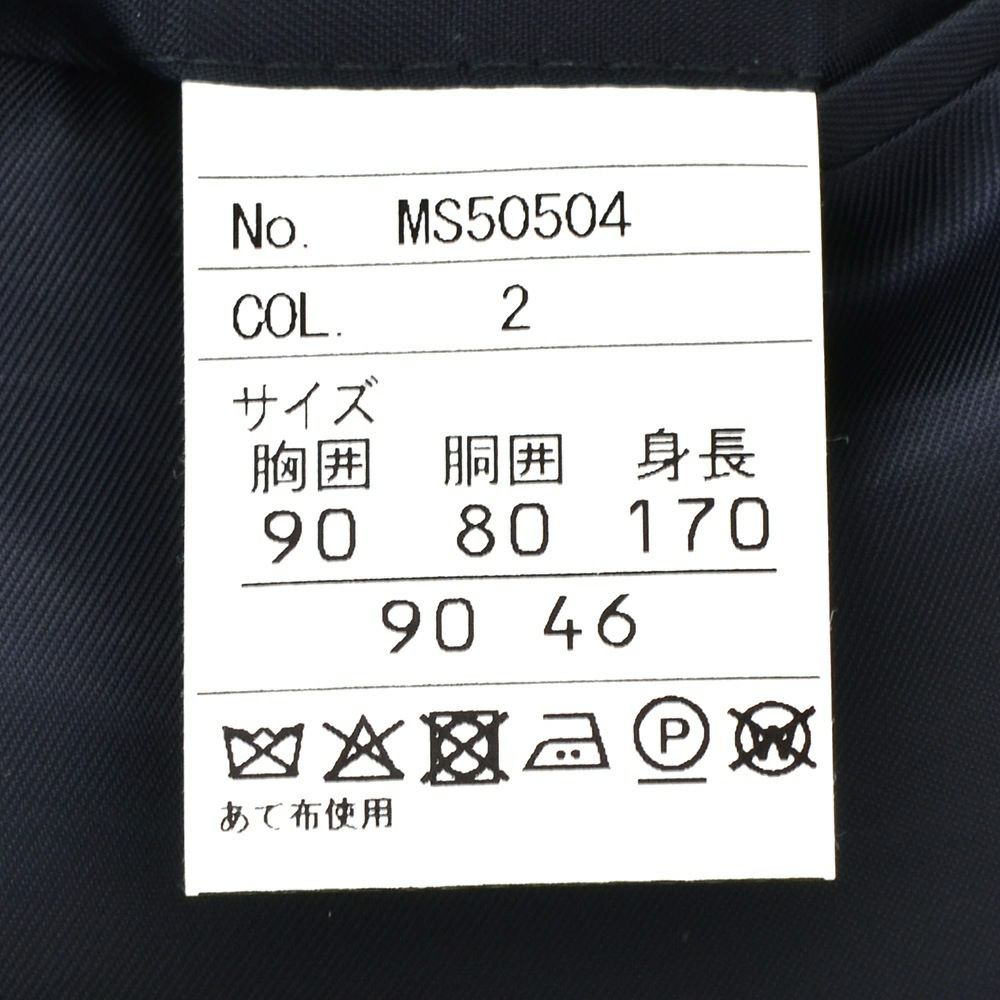 No. MS50504
COL. 2
サイズ
胸囲 胴囲 身長
90 80 170
90 46
P W
あて布使用